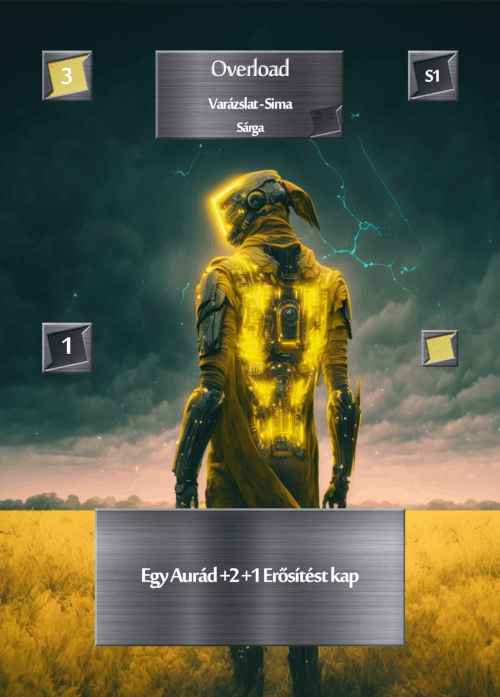 3
Overload
S1
Varázslat - Sima
Sárga
1
Egy Aurád +2 +1 Erősítést kap